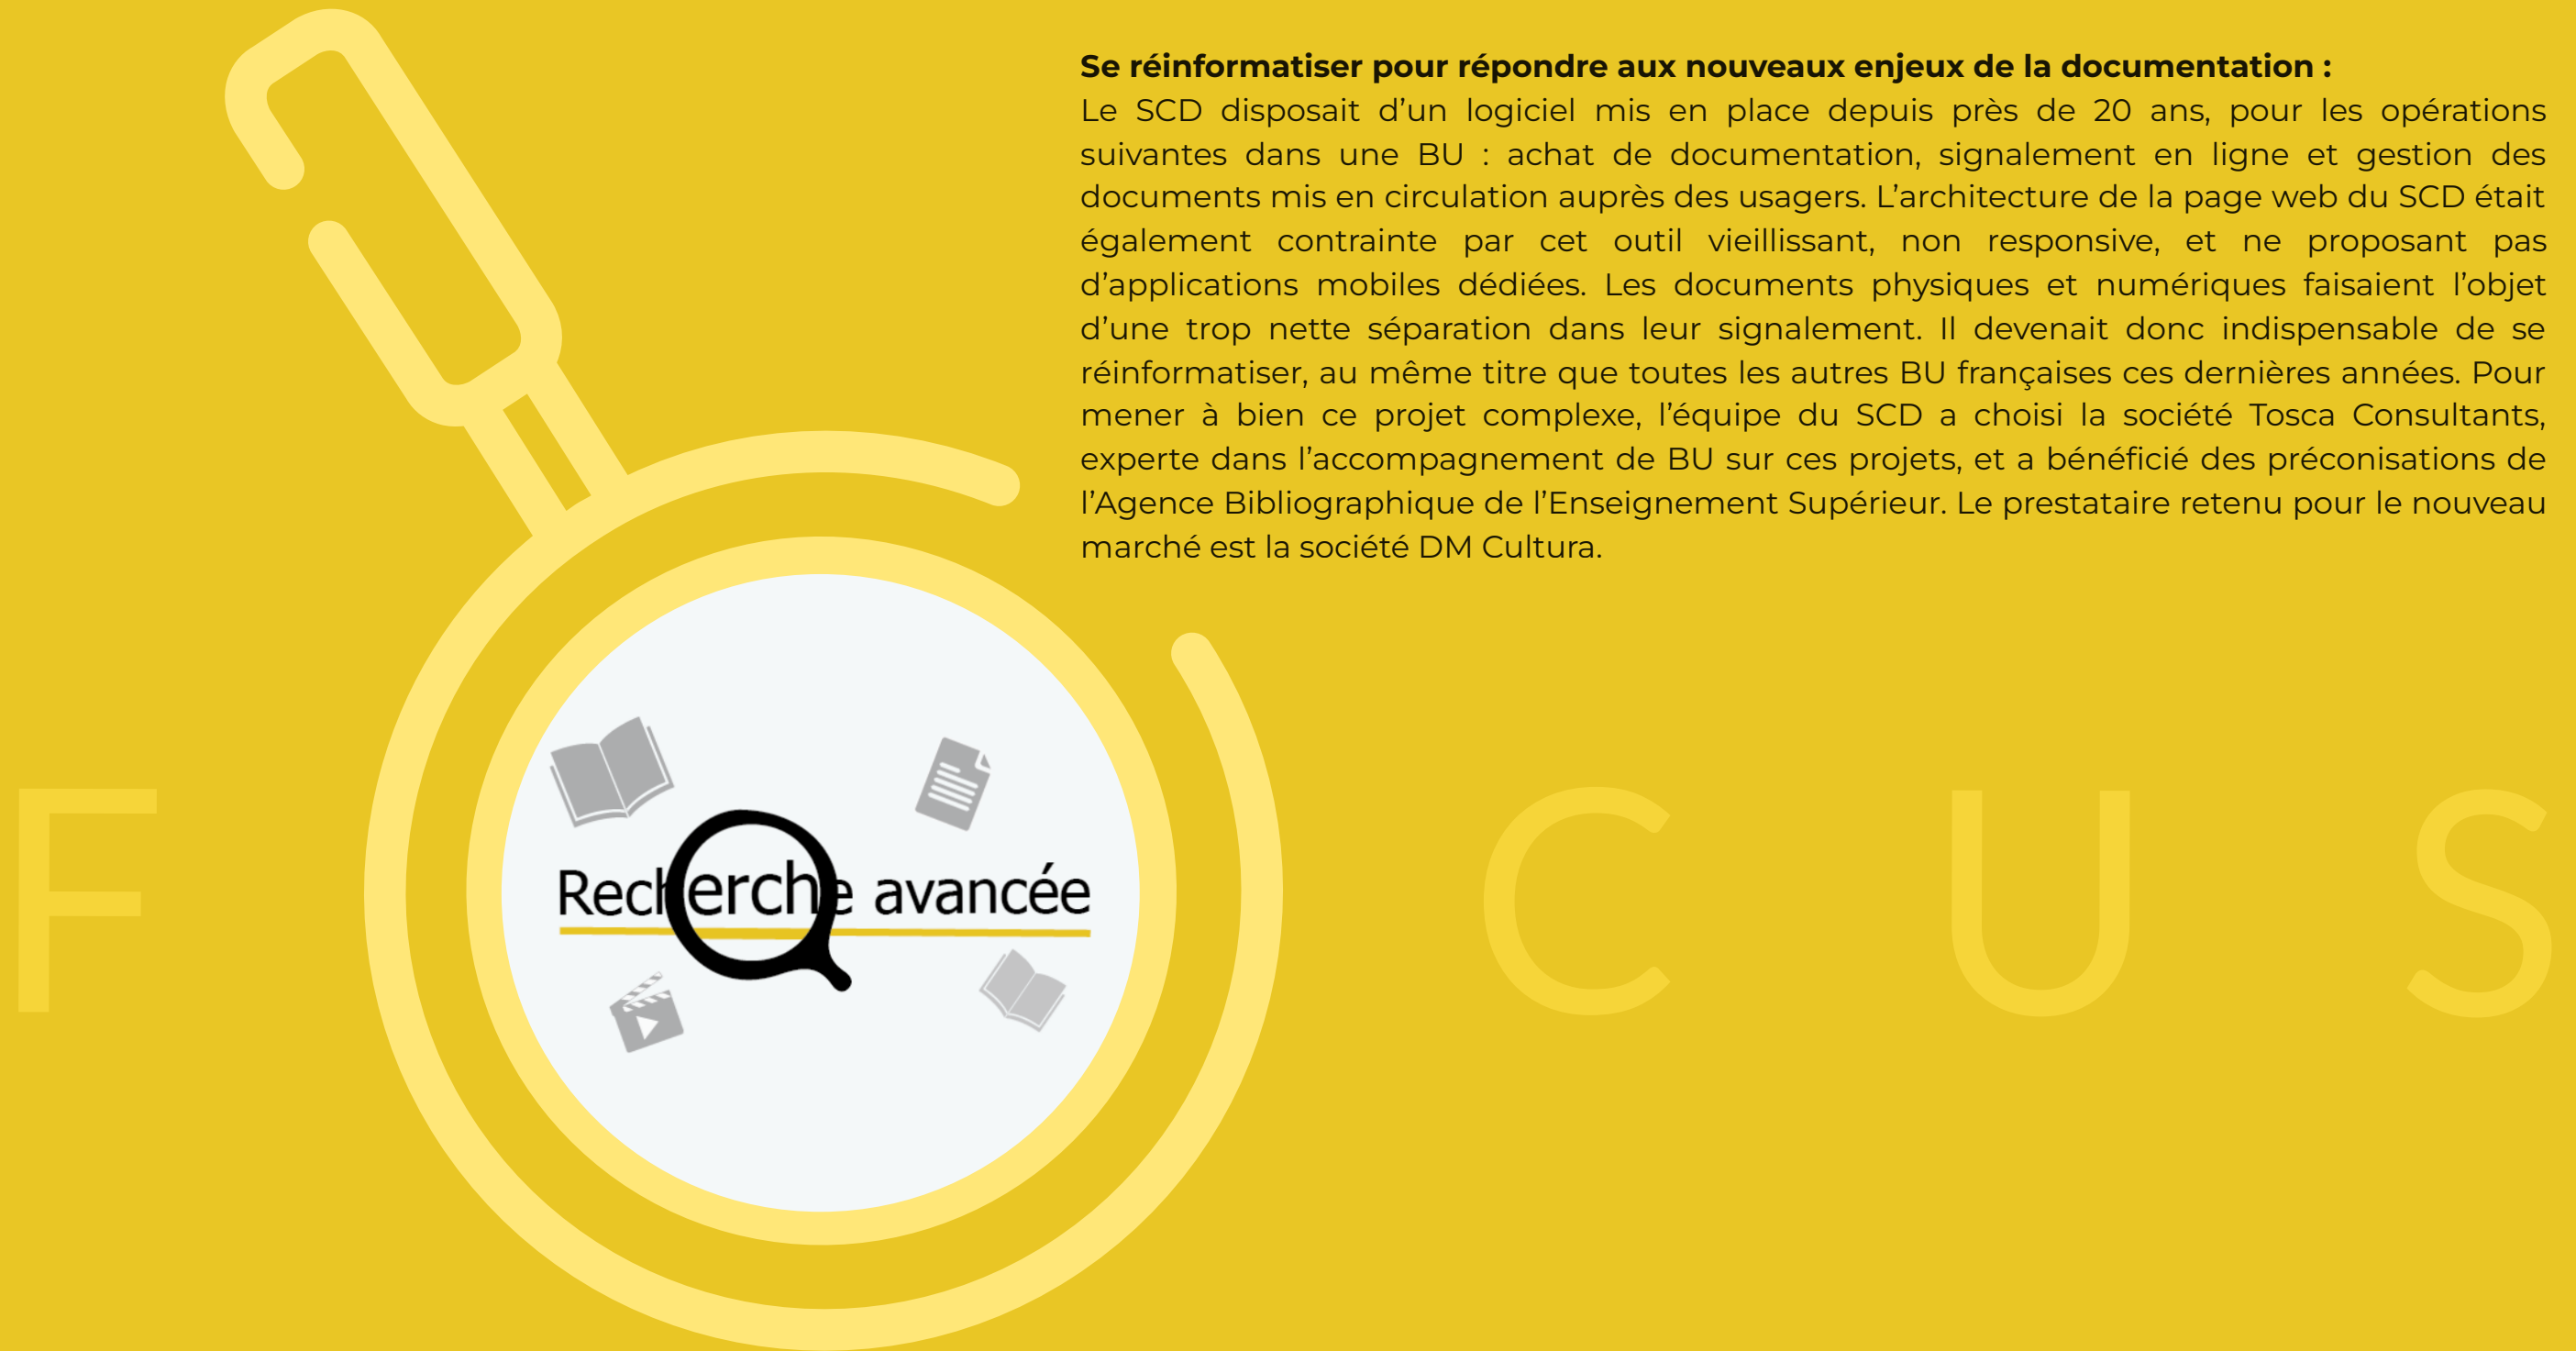 Se réinformatiser pour répondre aux nouveaux enjeux de la documentation :
Le SCD disposait d’un logiciel mis en place depuis près de 20 ans, pour les opérations
suivantes dans une BU : achat de documentation, signalement en ligne et gestion des
documents mis en circulation auprès des usagers. L’architecture de la page web du SCD était
également contrainte par cet outil vieillissant, non responsive, et ne proposant pas
d’applications mobiles dédiées. Les documents physiques et numériques faisaient l’objet
d’une trop nette séparation dans leur signalement. Il devenait donc indispensable de se
réinformatiser, au même titre que toutes les autres BU françaises ces dernières années. Pour
mener à bien ce projet complexe, l’équipe du SCD a choisi la société Tosca Consultants,
experte dans l’accompagnement de BU sur ces projets, et a bénéficié des préconisations de
l’Agence Bibliographique de l’Enseignement Supérieur. Le prestataire retenu pour le nouveau
marché est la société DM Cultura.
F CUS
Recherche avancée